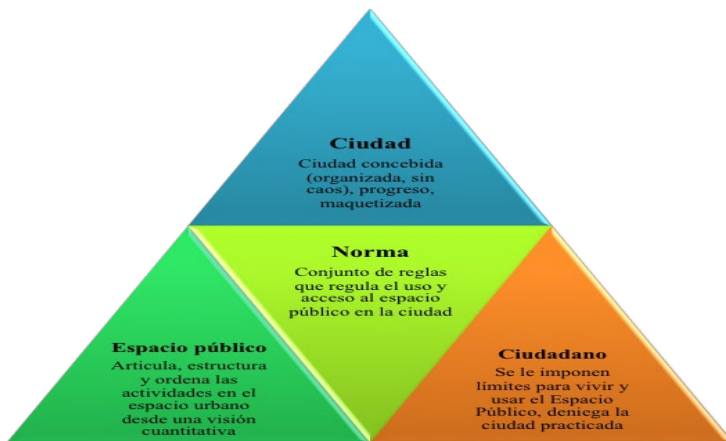 Ciudad
Ciudad concebida
(organizada, sin
caos), progreso,
maquetizada
Norma
Conjunto de reglas
que regula el uso y
acceso al espacio
público en la ciudad
Espacio público
Articula, estructura
y ordena las
actividades en el
espacio urbano
desde una visión
cuantitativa
Ciudadano
Se le imponen
límites para vivir y
usar el Espacio
Público, deniega la
ciudad practicada